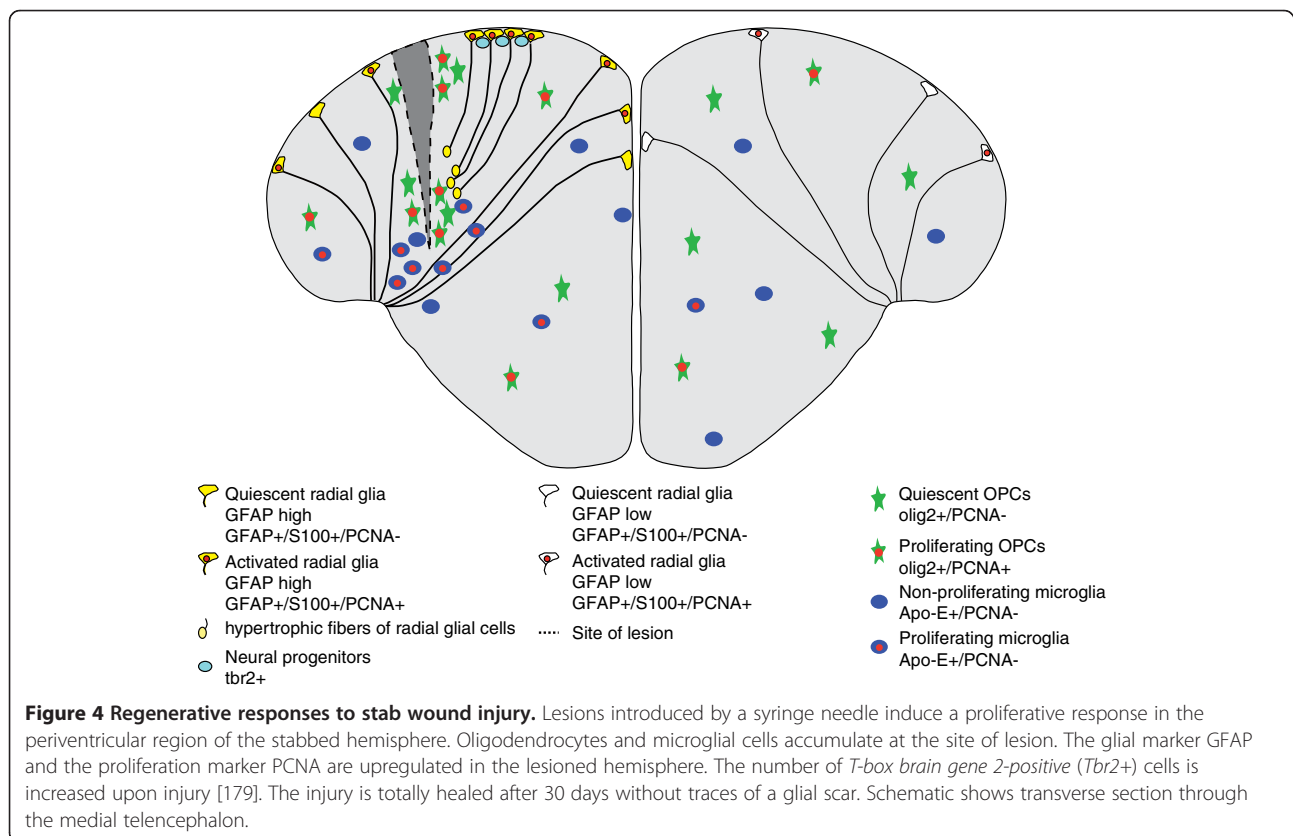 Quiescent radial glia
GFAP high
GFAP+/S100+/PCNA-
Activated radial glia
GFAP high
GFAP+/S100+/PCNA+
hypertrophic fibers of radial glial cells
Neural progenitors
tbr2+
Quiescent radial glia
GFAP low
GFAP+/S100+/PCNA-
Activated radial glia
GFAP low
GFAP+/S100+/PCNA+
Site of lesion
Quiescent OPCs
olig2+/PCNA-
Proliferating OPCs
olig2+/PCNA+
Non-proliferating microglia
Apo-E+/PCNA-
Proliferating microglia
Apo-E+/PCNA-
Figure 4 Regenerative responses to stab wound injury. Lesions introduced by a syringe needle induce a proliferative response in the
periventricular region of the stabbed hemisphere. Oligodendrocytes and microglial cells accumulate at the site of lesion. The glial marker GFAP
and the proliferation marker PCNA are upregulated in the lesioned hemisphere. The number of T-box brain gene 2-positive (Tbr2+) cells is
increased upon injury [179]. The injury is totally healed after 30 days without traces of a glial scar. Schematic shows transverse section through
the medial telencephalon.